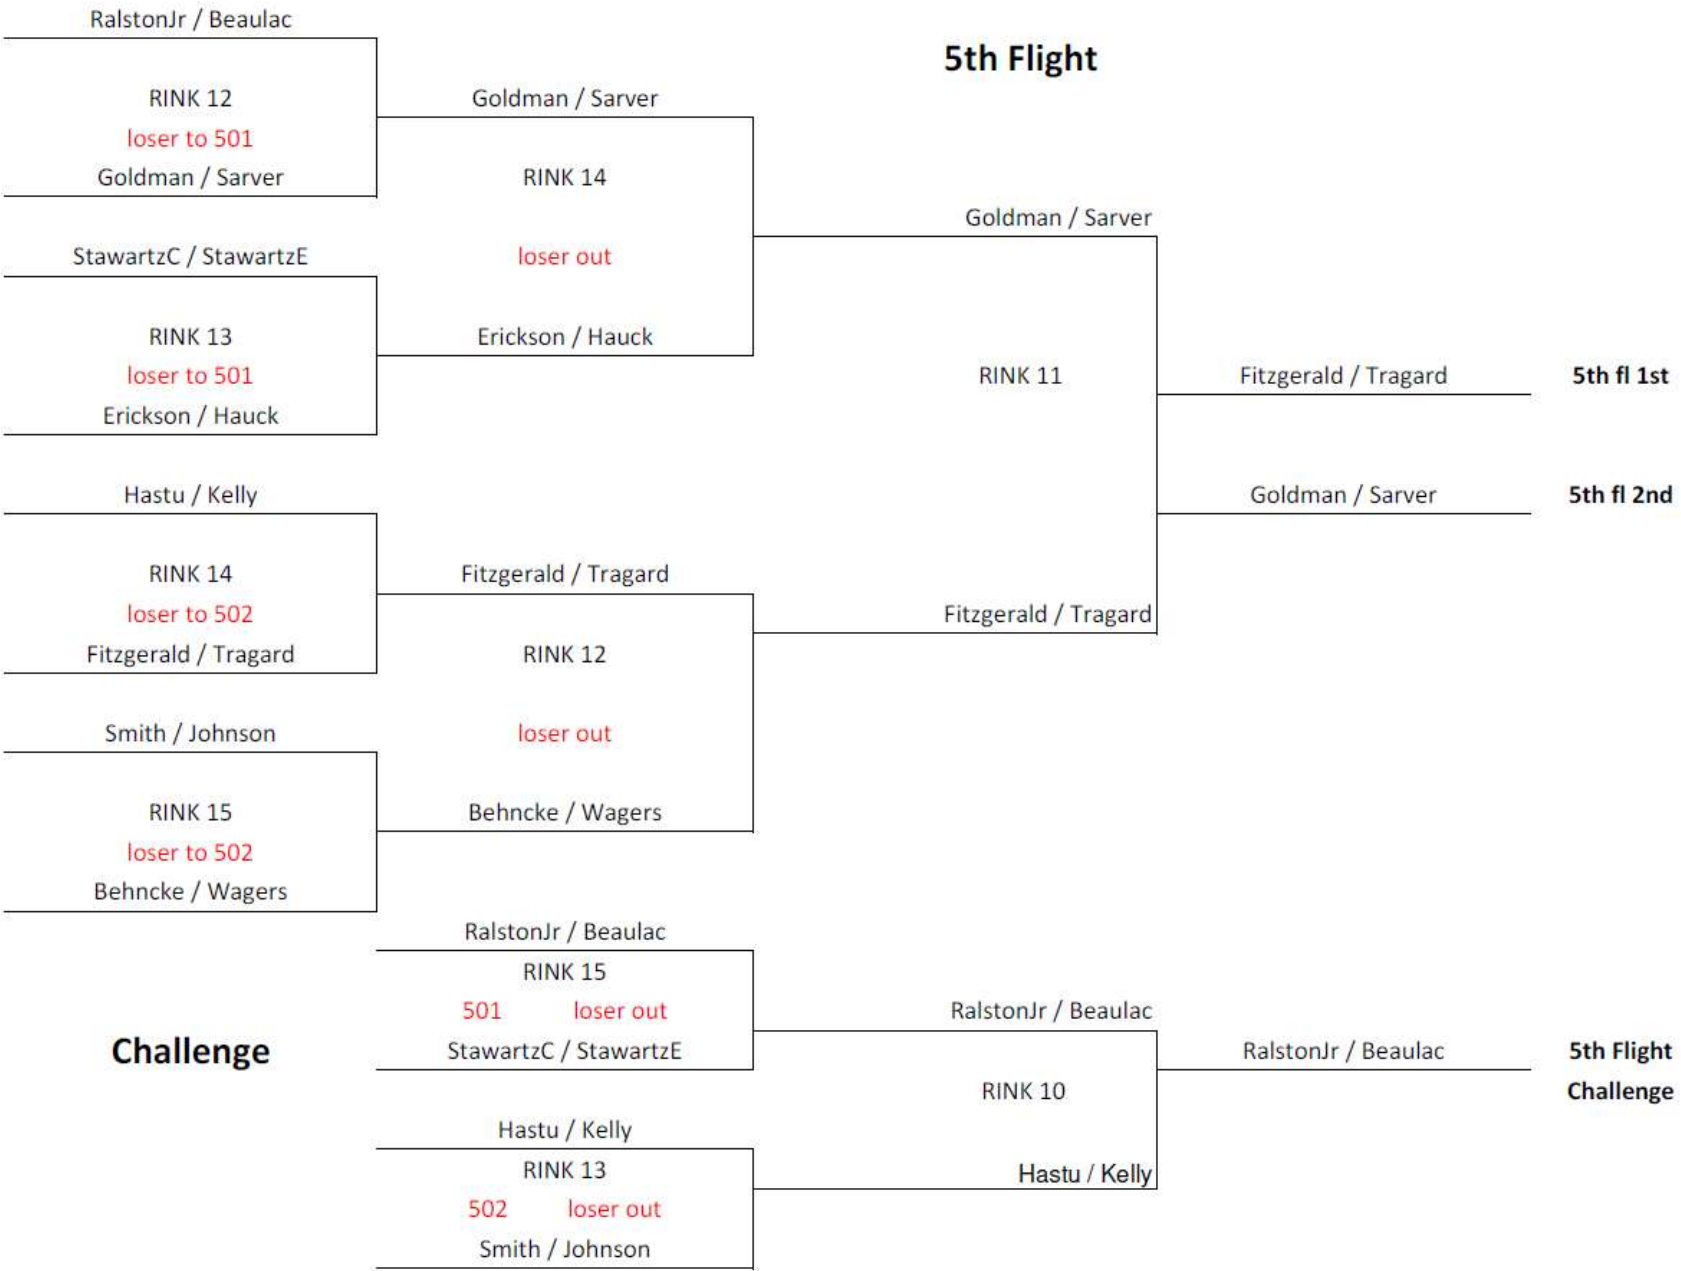 RalstonJr / Beaulac
5th Flight
RINK 12
Goldman / Sarver
loser to 501
Goldman / Sarver
RINK 14
Goldman / Sarver
StawartzC / StawartzE
loser out
RINK 13
Erickson / Hauck
loser to 501
RINK 11
Fitzgerald / Tragard
5th fl 1st
Erickson / Hauck
Hastu / Kelly
Goldman / Sarver
5th fl 2nd
RINK 14
Fitzgerald / Tragard
loser to 502
Fitzgerald / Tragard
Fitzgerald / Tragard
RINK 12
Smith / Johnson
loser out
RINK 15
Behncke / Wagers
loser to 502
Behncke / Wagers
RalstonJr / Beaulac
RINK 15
501 loser out
RalstonJr / Beaulac
Challenge
StawartzC / StawartzE
RalstonJr / Beaulac
5th Flight
RINK 10
Challenge
Hastu / Kelly
RINK 13
Hastu / Kelly
502 loser out
Smith / Johnson